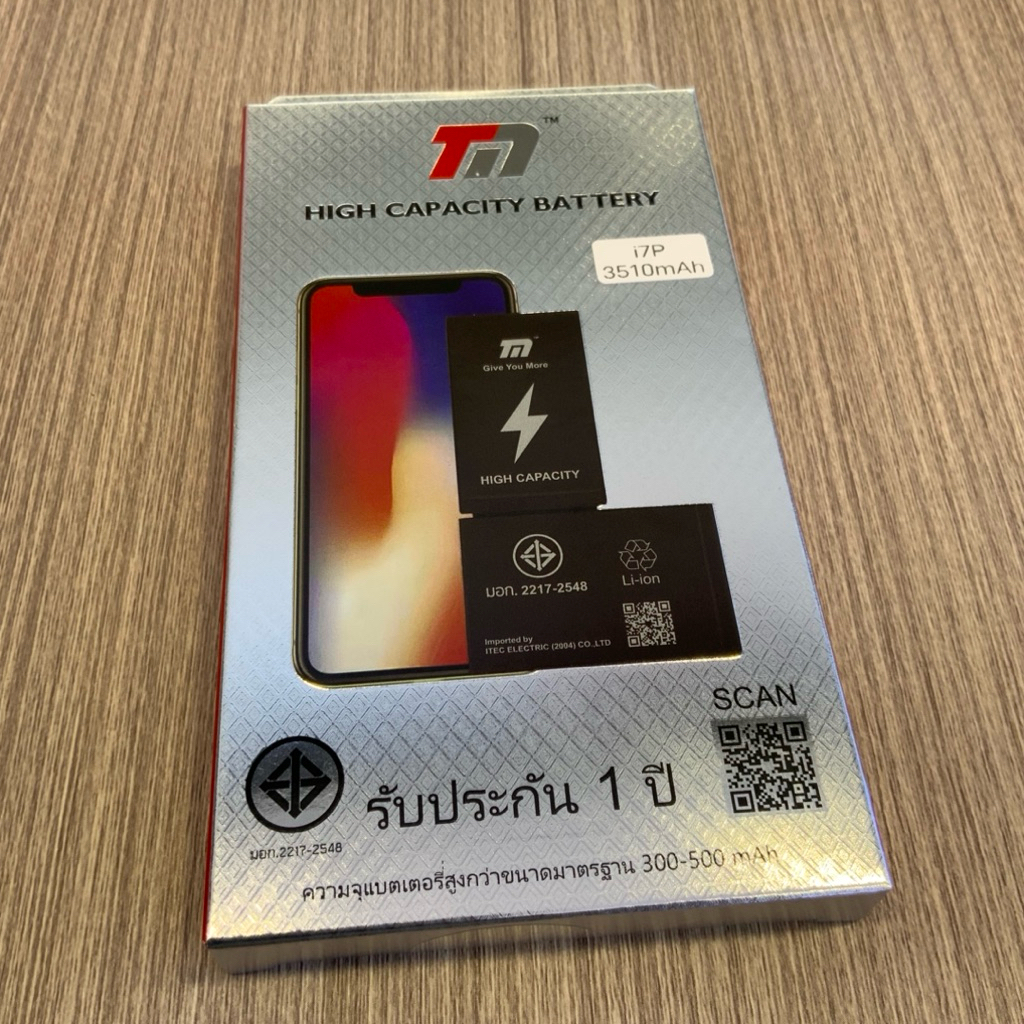 TM™
HIGH CAPACITY BATTERY
i7P
3510mAh
TM
Give You More
HIGH CAPACITY
มอก. 2217-2548
Li-ion
Imported by
ITEC ELECTRIC (2004) CO.,LTD
SCAN
รับประกัน 1 ปี
มอก.2217-2548
ความจุแบตเตอรี่สูงกว่าขนาดมาตรฐาน 300-500 mAh